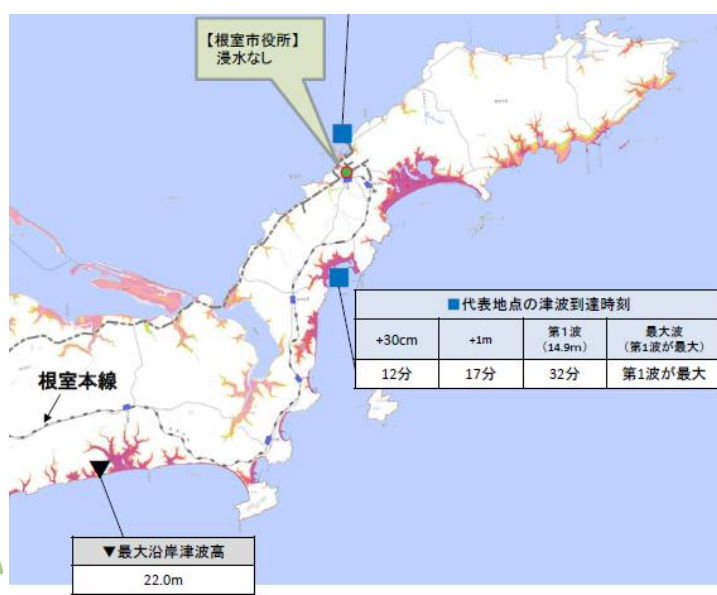 【根室市役所】
浸水なし
■代表地点の津波到達時刻
+30cm
+1m
第1波
(14.9m)
最大波
(第1波が最大)
12分
17分
32分
第1波が最大
根室本線
▼最大沿岸津波高
22.0m